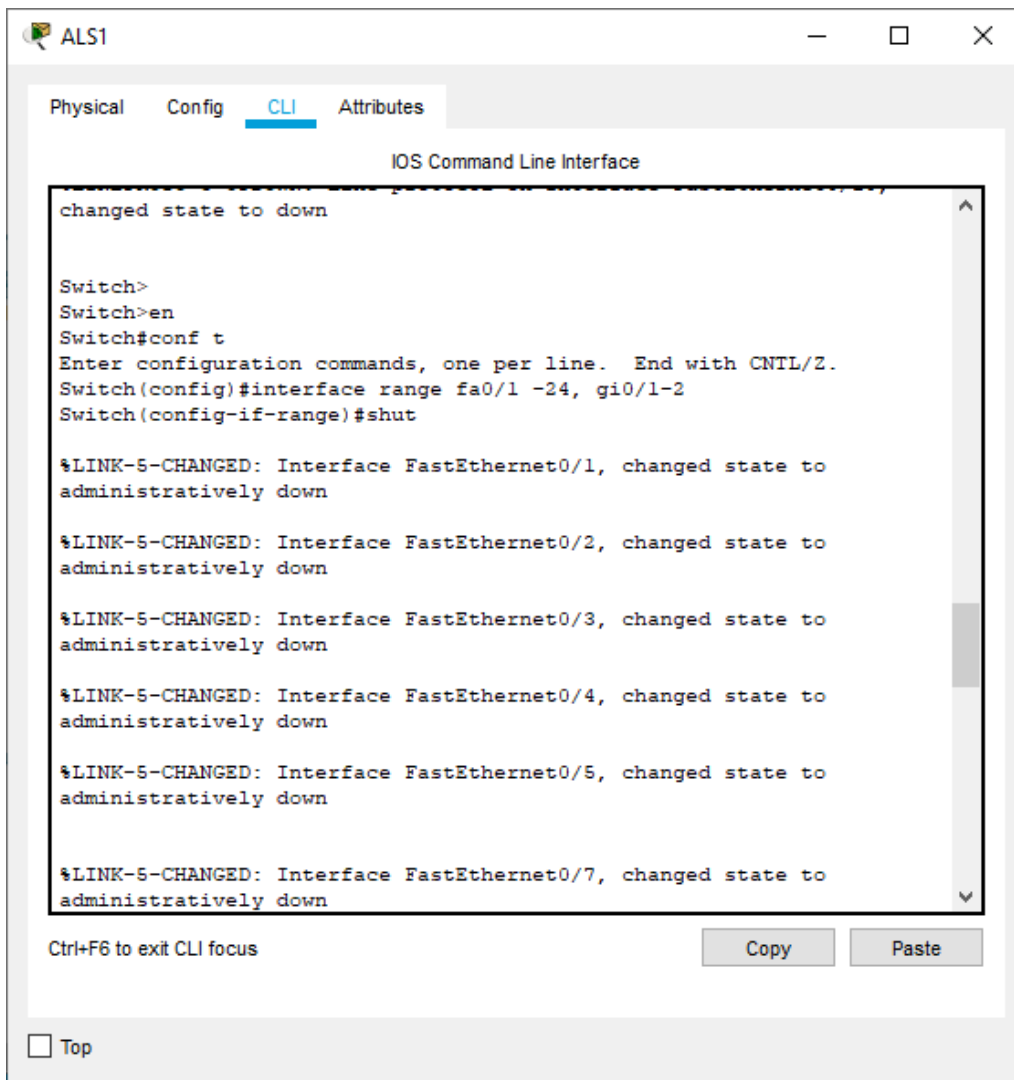 ALS1
Physical Config CLI Attributes
IOS Command Line Interface
changed state to down
Switch>
Switch>en
Switch#conf t
Enter configuration commands, one per line.  End with CNTL/Z.
Switch(config)#interface range fa0/1 -24, gi0/1-2
Switch(config-if-range)#shut
%LINK-5-CHANGED: Interface FastEthernet0/1, changed state to
administratively down
%LINK-5-CHANGED: Interface FastEthernet0/2, changed state to
administratively down
%LINK-5-CHANGED: Interface FastEthernet0/3, changed state to
administratively down
%LINK-5-CHANGED: Interface FastEthernet0/4, changed state to
administratively down
%LINK-5-CHANGED: Interface FastEthernet0/5, changed state to
administratively down
%LINK-5-CHANGED: Interface FastEthernet0/7, changed state to
administratively down
Ctrl+F6 to exit CLI focus
Copy Paste
Top